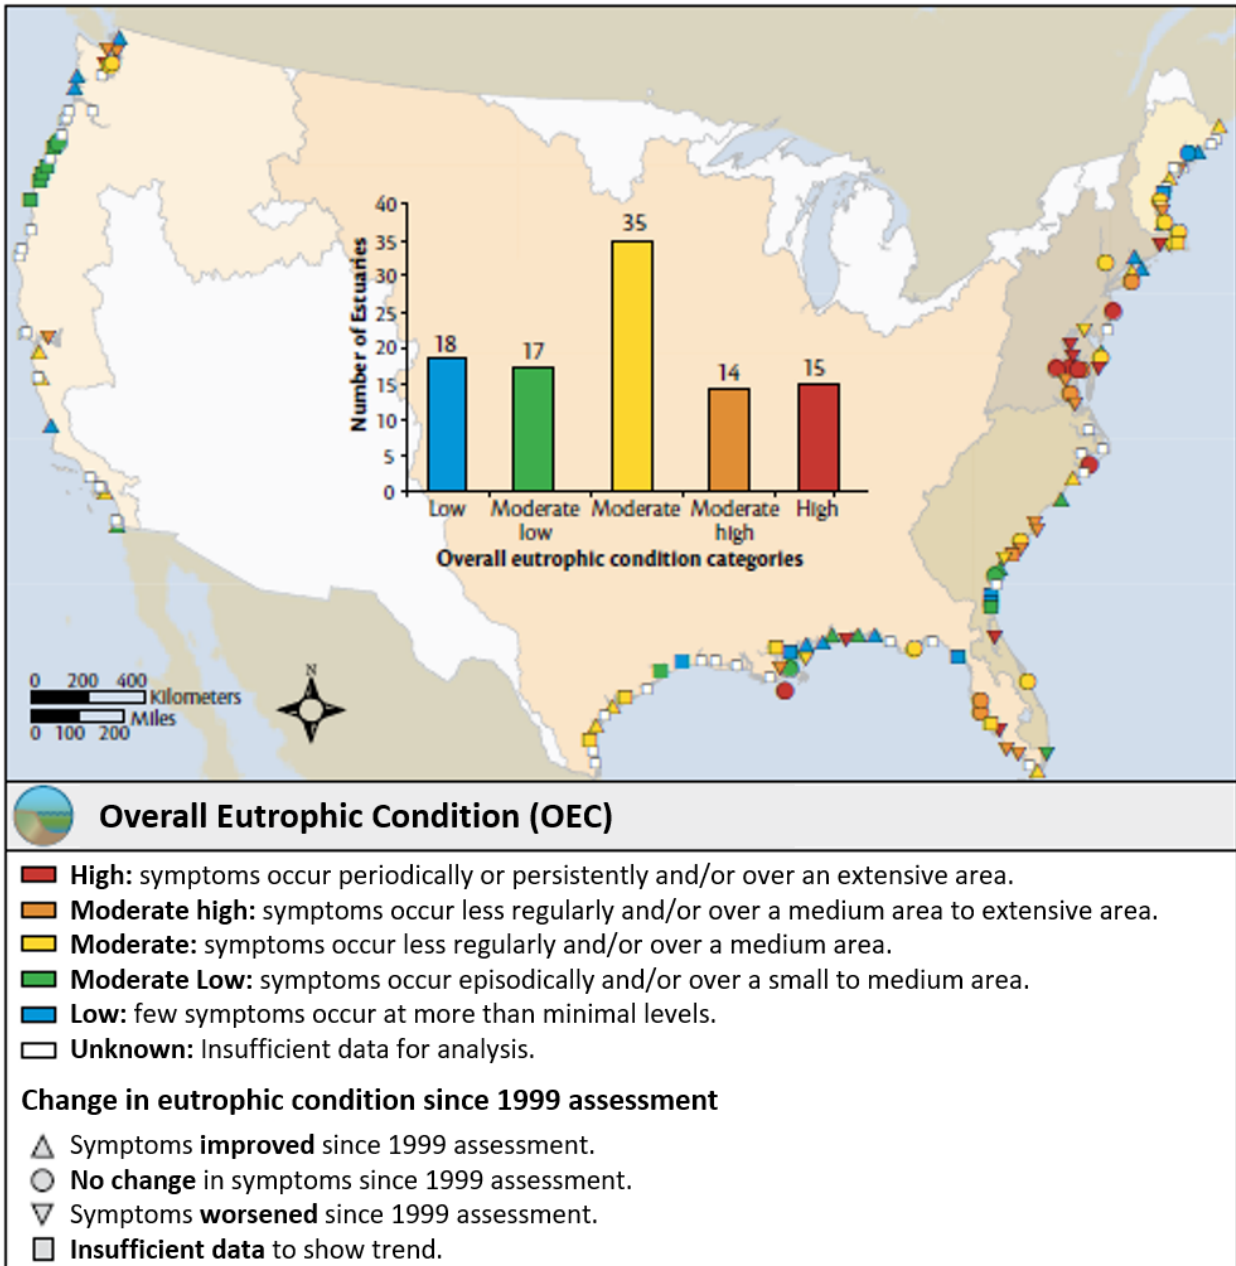 40
35
30
25
20
15
10
5
0
Number of Estuaries
18
17
35
14
15
Low
Moderate low
Moderate
Moderate high
High
Overall eutrophic condition categories
0 200 400
Kilometers
Miles
0 100 200
N
Overall Eutrophic Condition (OEC)
High: symptoms occur periodically or persistently and/or over an extensive area.
Moderate high: symptoms occur less regularly and/or over a medium area to extensive area.
Moderate: symptoms occur less regularly and/or over a medium area.
Moderate Low: symptoms occur episodically and/or over a small to medium area.
Low: few symptoms occur at more than minimal levels.
Unknown: Insufficient data for analysis.
Change in eutrophic condition since 1999 assessment
Symptoms improved since 1999 assessment.
No change in symptoms since 1999 assessment.
Symptoms worsened since 1999 assessment.
Insufficient data to show trend.